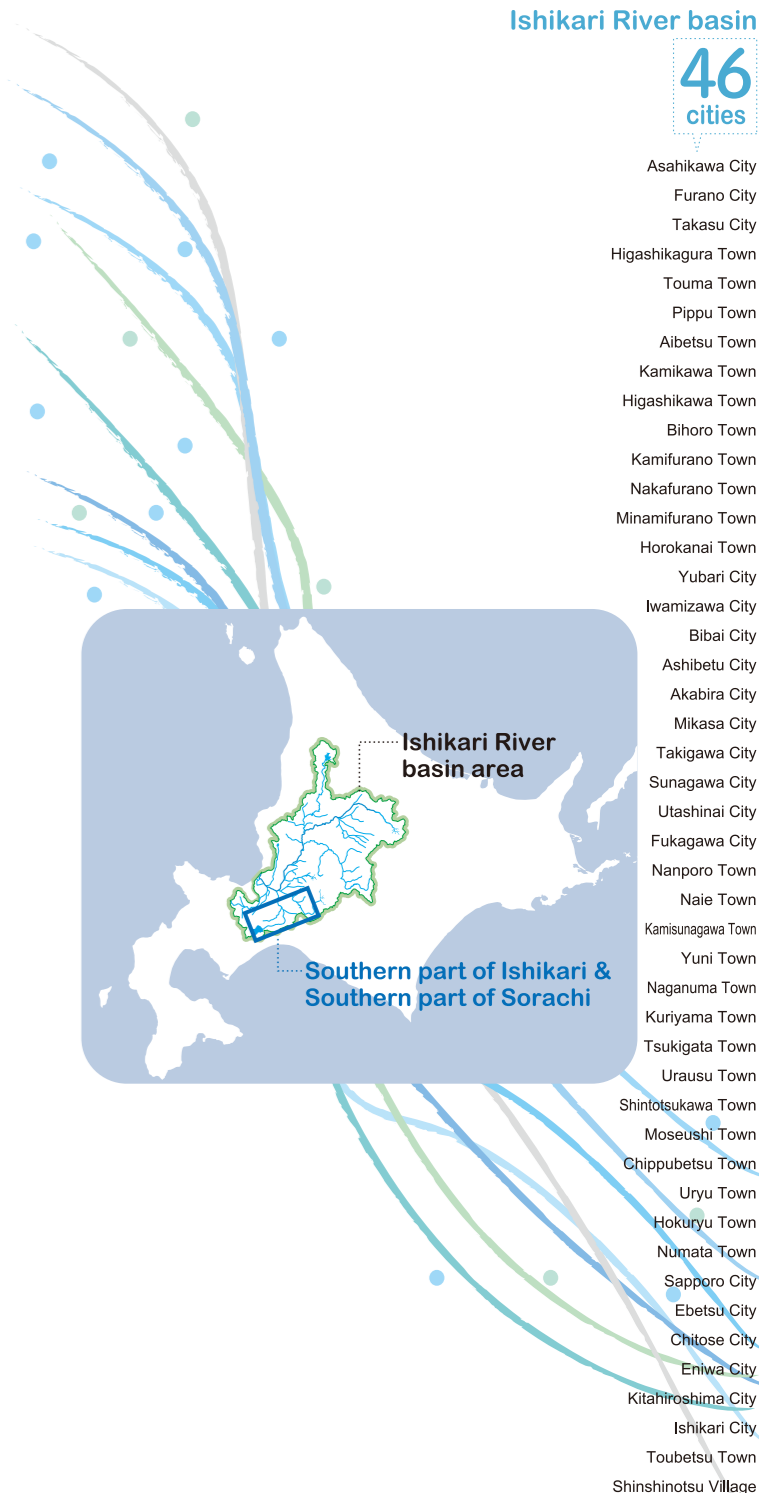 Ishikari River basin
46
cities
Asahikawa City
Furano City
Takasu City
Higashikagura Town
Touma Town
Pippu Town
Aibetsu Town
Kamikawa Town
Higashikawa Town
Bihoro Town
Kamifurano Town
Nakafurano Town
Minamifurano Town
Horokanai Town
Yubari City
Iwamizawa City
Bibai City
Ashibetu City
Akabira City
Mikasa City
Takigawa City
Sunagawa City
Utashinai City
Fukagawa City
Nanporo Town
Naie Town
Kamisunagawa Town
Yuni Town
Naganuma Town
Kuriyama Town
Tsukigata Town
Urausu Town
Shintotsukawa Town
Moseushi Town
Chippubetsu Town
Uryu Town
Hokuryu Town
Numata Town
Sapporo City
Ebetsu City
Chitose City
Eniwa City
Kitahiroshima City
Ishikari City
Toubetsu Town
Shinshinotsu Village
Ishikari River
basin area
Southern part of Ishikari &
Southern part of Sorachi